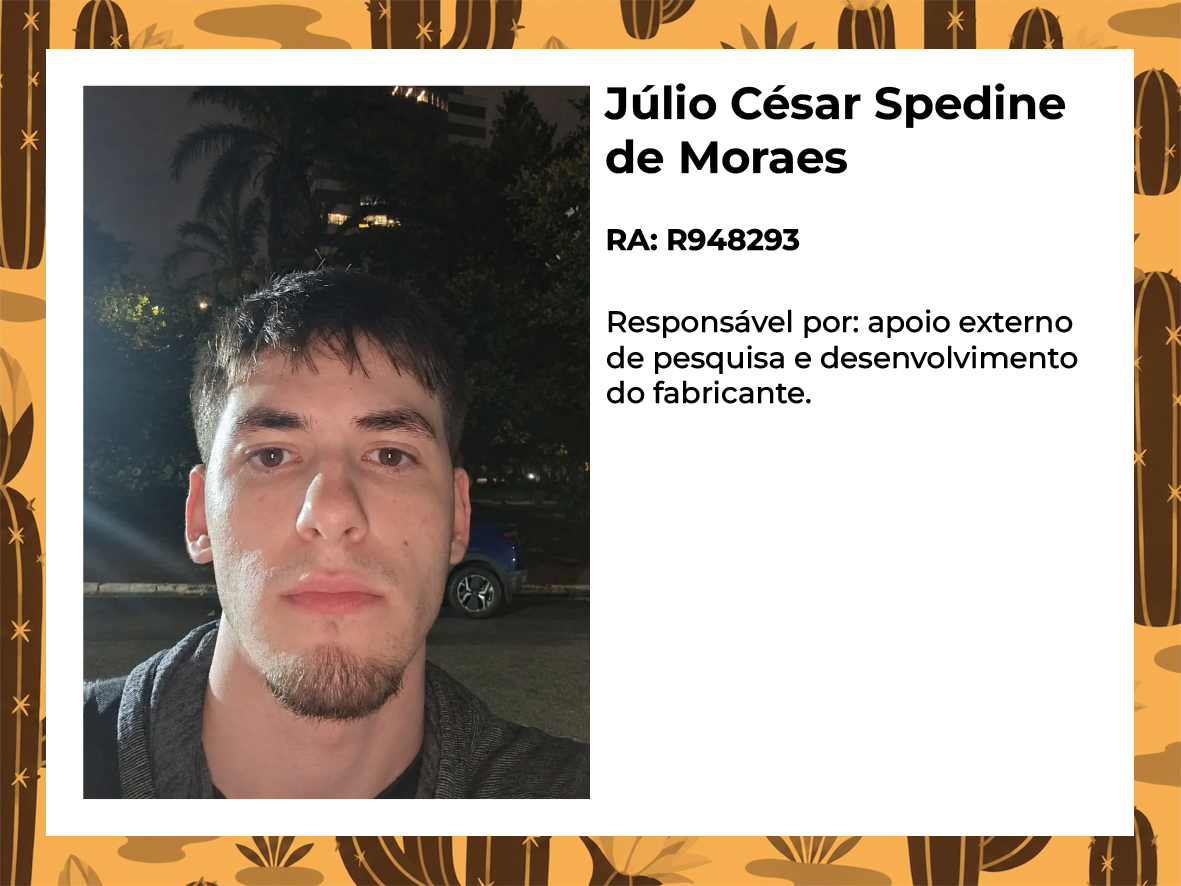 Júlio César Spedine
de Moraes
RA: R948293
Responsável por: apoio externo
de pesquisa e desenvolvimento
do fabricante.